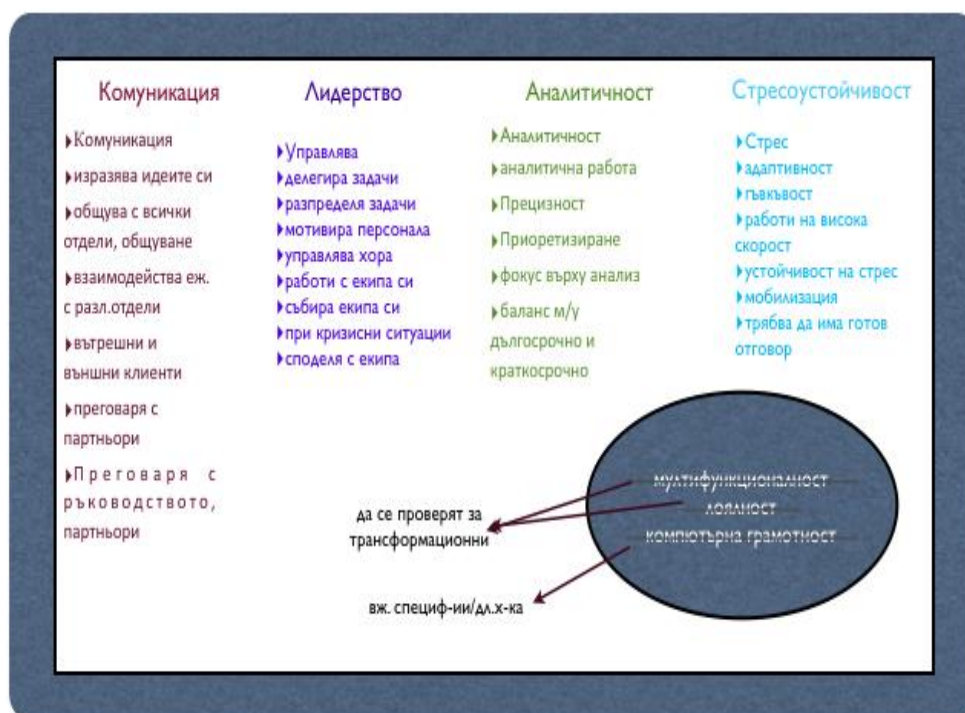 Комуникация
▸Комуникация
▸изразява идеите си
▸общува с всички
отдели, общуване
▸взаимодейства еж.
с разл.отдели
▸вътрешни и
външни клиенти
▸преговаря с
партньори
▸Преговаря с
ръководството,
партньори
Лидерство
▸Управлява
▸делегира задачи
▸разпределя задачи
▸мотивира персонала
▸управлява хора
▸работи с екипа си
▸събира екипа си
▸при кризисни ситуации
▸споделя с екипа
Аналитичност
▸Аналитичност
▸аналитична работа
▸Прецизност
▸Приоретизиране
▸фокус върху анализ
▸баланс м/у
дългосрочно и
краткосрочно
Стресоустойчивост
▸Стрес
▸адаптивност
▸гъвкъвост
▸работи на висока
скорост
▸устойчивост на стрес
▸мобилизация
▸трябва да има готов
отговор
мултифункционалност
лоялност
компютърна грамотност
да се проверят за
трансформационни
вж. специф-ии/дл.х-ка